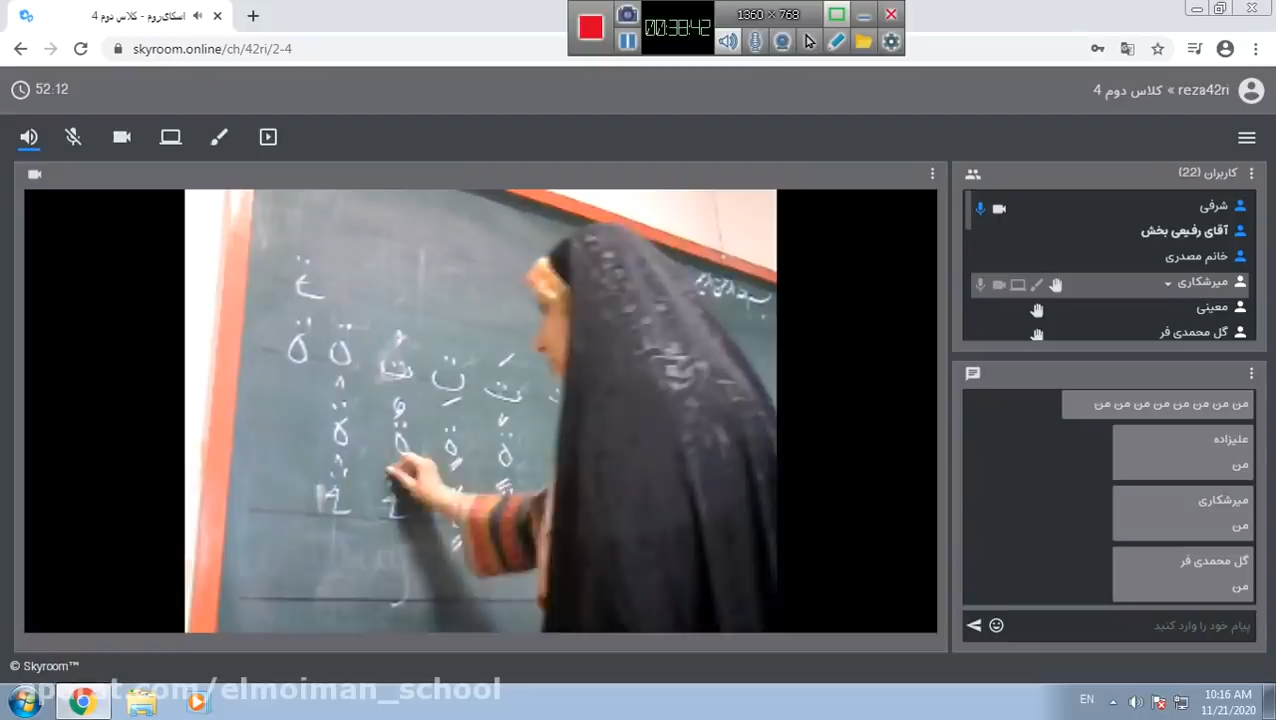 اسکای‌روم - کلاس دوم 4
00:38:42
1360 × 768
skyroom.online/ch/42ri/2-4
52:12
reza42ri » کلاس دوم 4
کاربران (22)
شرفی
آقای رفیعی بخش
خانم مصدری
میرشکاری
معینی
گل محمدی فر
من من من من من من من من
علیزاده
من
میرشکاری
من
گل محمدی فر
من
پیام خود را وارد کنید
© Skyroom™
aparat.com/elmoiman_school
EN
10:16 AM
11/21/2020